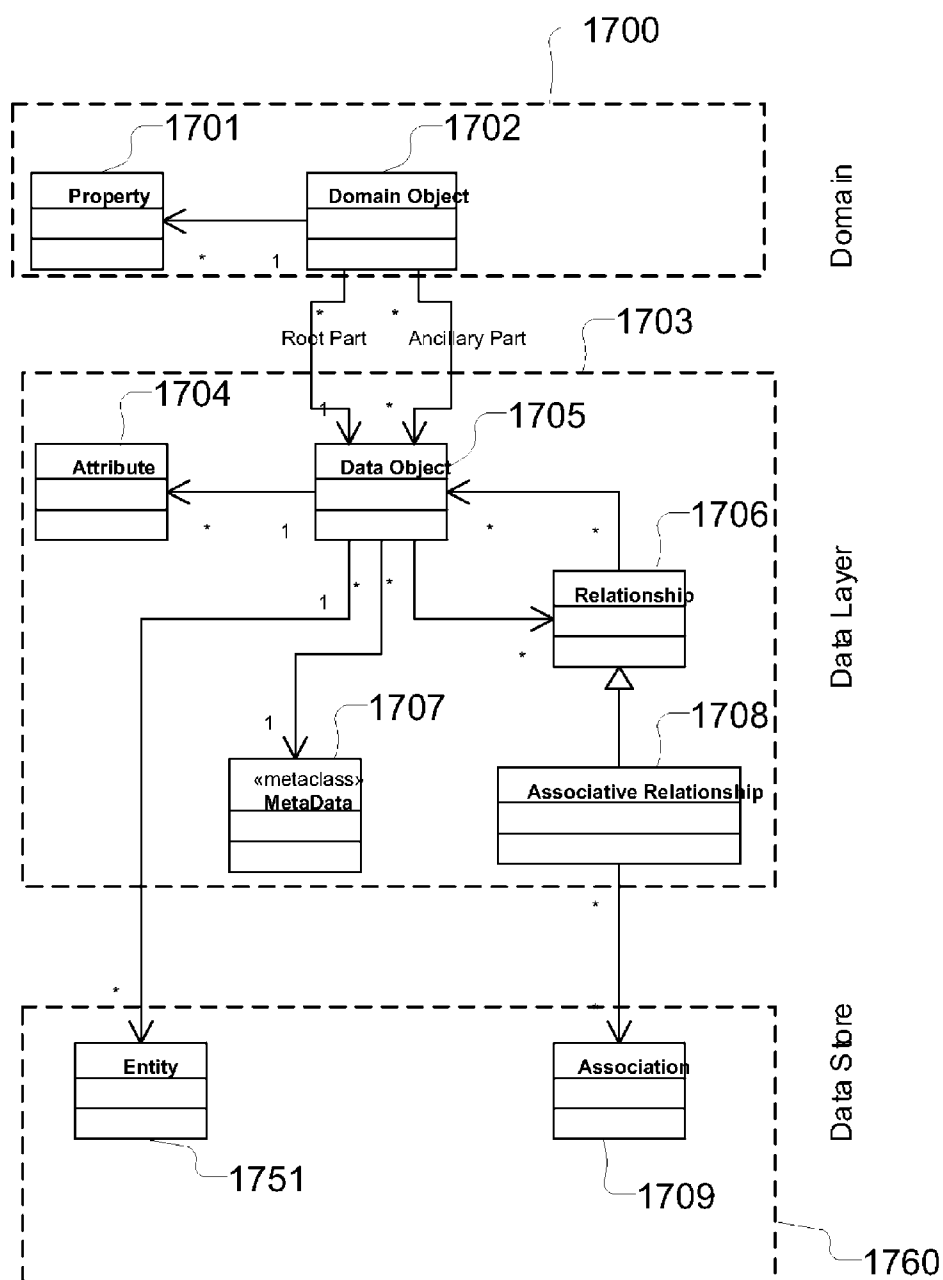 1700
1701
1702
Property
Domain Object
*
1
Domain
*
*
Root Part
Ancillary Part
1703
1704
1
*
1705
Attribute
Data Object
*
1
*
*
1706
1
*
*
Relationship
*
Data Layer
1
1707
1708
«metaclass»
MetaData
Associative Relationship
*
*
*
Entity
Association
Data Store
1751
1709
1760